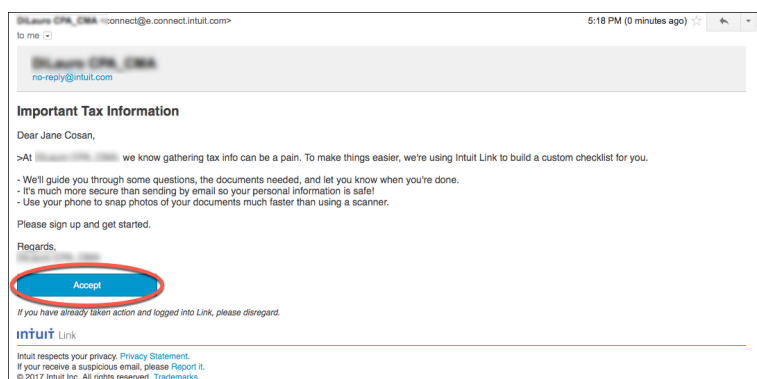 connect@e.connect.intuit.com> 5:18 PM (0 minutes ago)
to me
no-reply@intuit.com
Important Tax Information
Dear Jane Cosan,
>At we know gathering tax info can be a pain. To make things easier, we're using Intuit Link to build a custom checklist for you.
- We'll guide you through some questions, the documents needed, and let you know when you're done.
- It's much more secure than sending by email so your personal information is safe!
- Use your phone to snap photos of your documents much faster than using a scanner.
Please sign up and get started.
Regards,
Accept
If you have already taken action and logged into Link, please disregard.
intuit Link
Intuit respects your privacy. Privacy Statement.
If your receive a suspicious email, please Report it.
© 2017 Intuit Inc. All rights reserved. Trademarks.